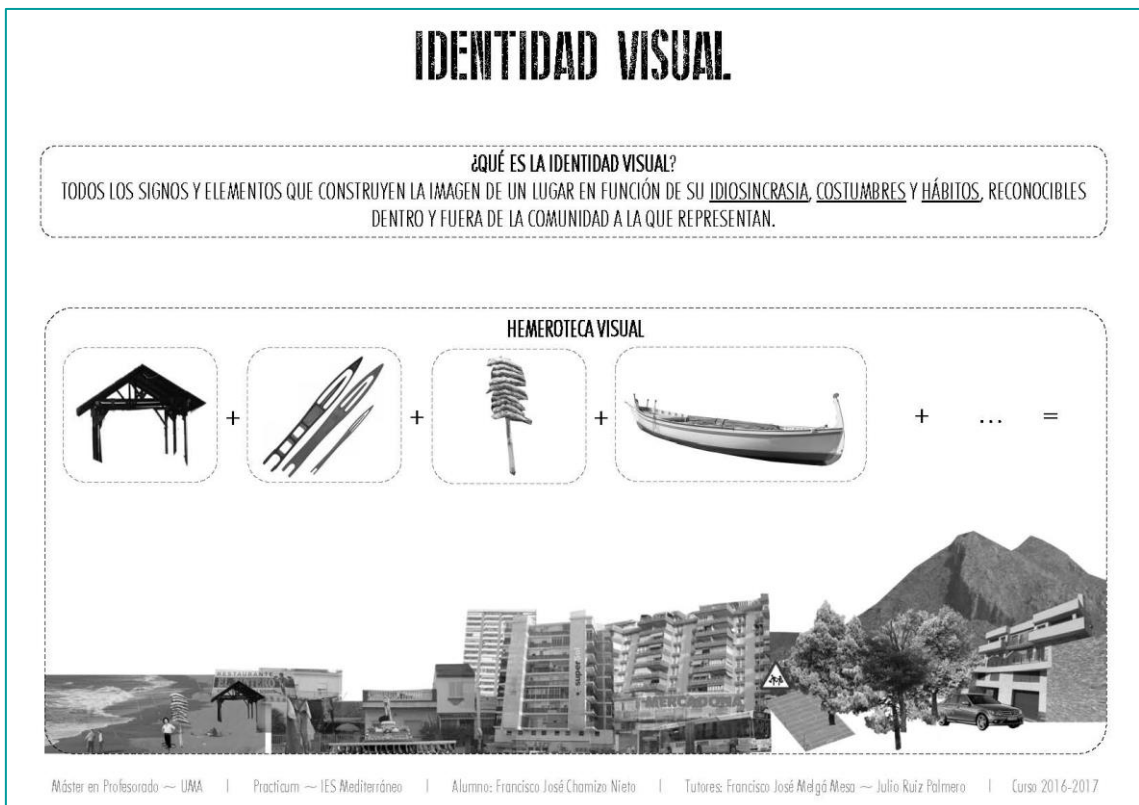 IDENTIDAD VISUAL
¿QUÉ ES LA IDENTIDAD VISUAL?
TODOS LOS SIGNOS Y ELEMENTOS QUE CONSTRUYEN LA IMAGEN DE UN LUGAR EN FUNCIÓN DE SU IDIOSINCRASIA, COSTUMBRES Y HÁBITOS, RECONOCIBLES
DENTRO Y FUERA DE LA COMUNIDAD A LA QUE REPRESENTAN.
HEMEROTECA VISUAL
+ + + + ... =
RESTAURANTE
super
MERCADONA
Máster en Profesorado ~ UMA | Practicum ~ IES Mediterráneo | Alumno: Francisco José Chamizo Nieto | Tutores: Francisco José Melgá Mesa ~ Julio Ruiz Palmero | Curso 2016-2017